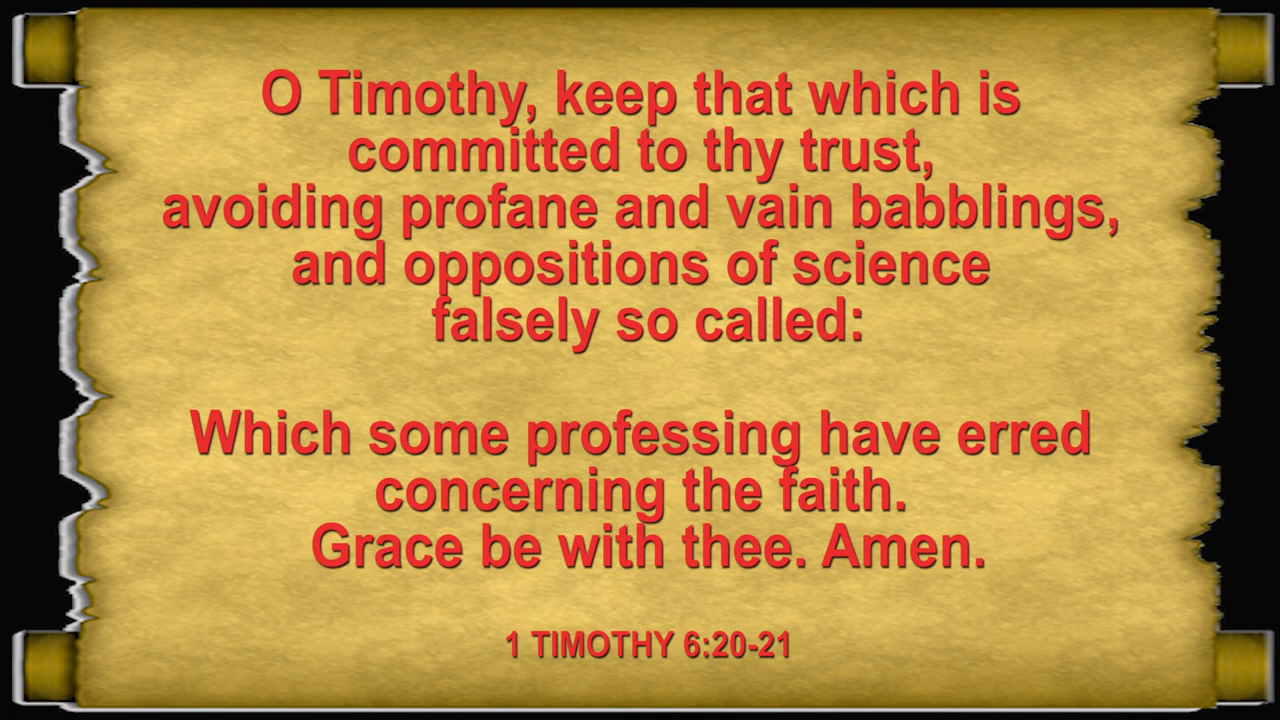 O Timothy, keep that which is
committed to thy trust,
avoiding profane and vain babblings,
and oppositions of science
falsely so called:
Which some professing have erred
concerning the faith.
Grace be with thee. Amen.
1 TIMOTHY 6:20-21